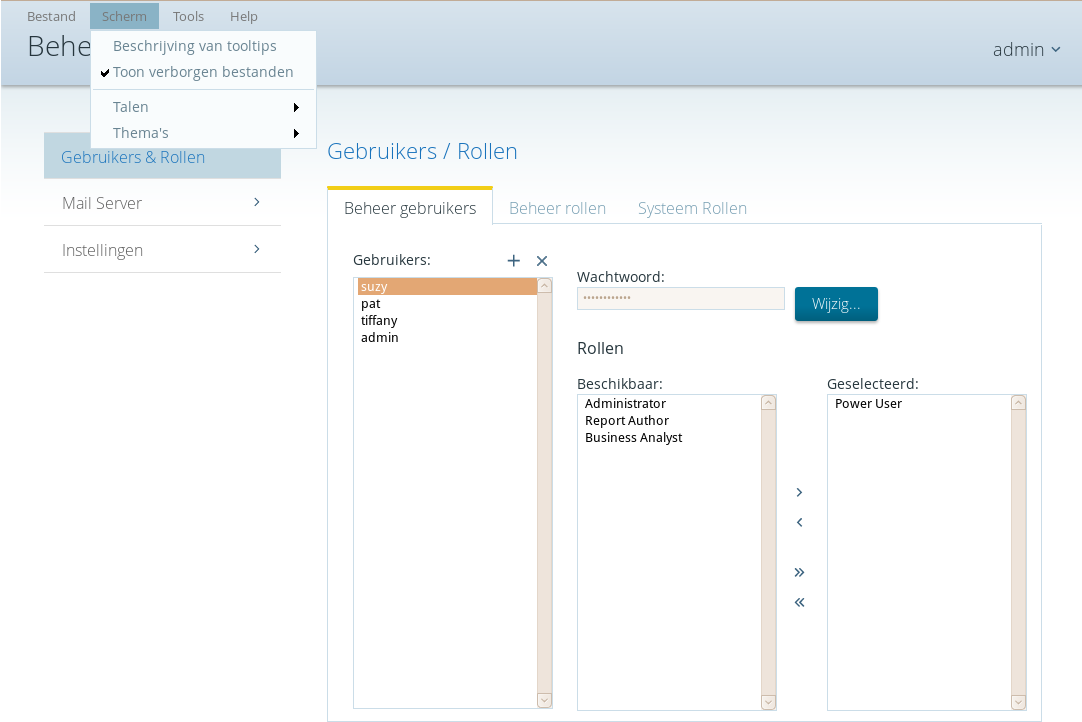 Bestand Scherm Tools Help
Behe
admin
Beschrijving van tooltips
Toon verborgen bestanden
Talen
Thema's
Gebruikers & Rollen
Mail Server
Instellingen
Gebruikers / Rollen
Beheer gebruikers Beheer rollen Systeem Rollen
Gebruikers:
suzy
pat
tiffany
admin
Wachtwoord:
••••••••••••
Wijzig...
Rollen
Beschikbaar:
Administrator
Report Author
Business Analyst
Geselecteerd:
Power User